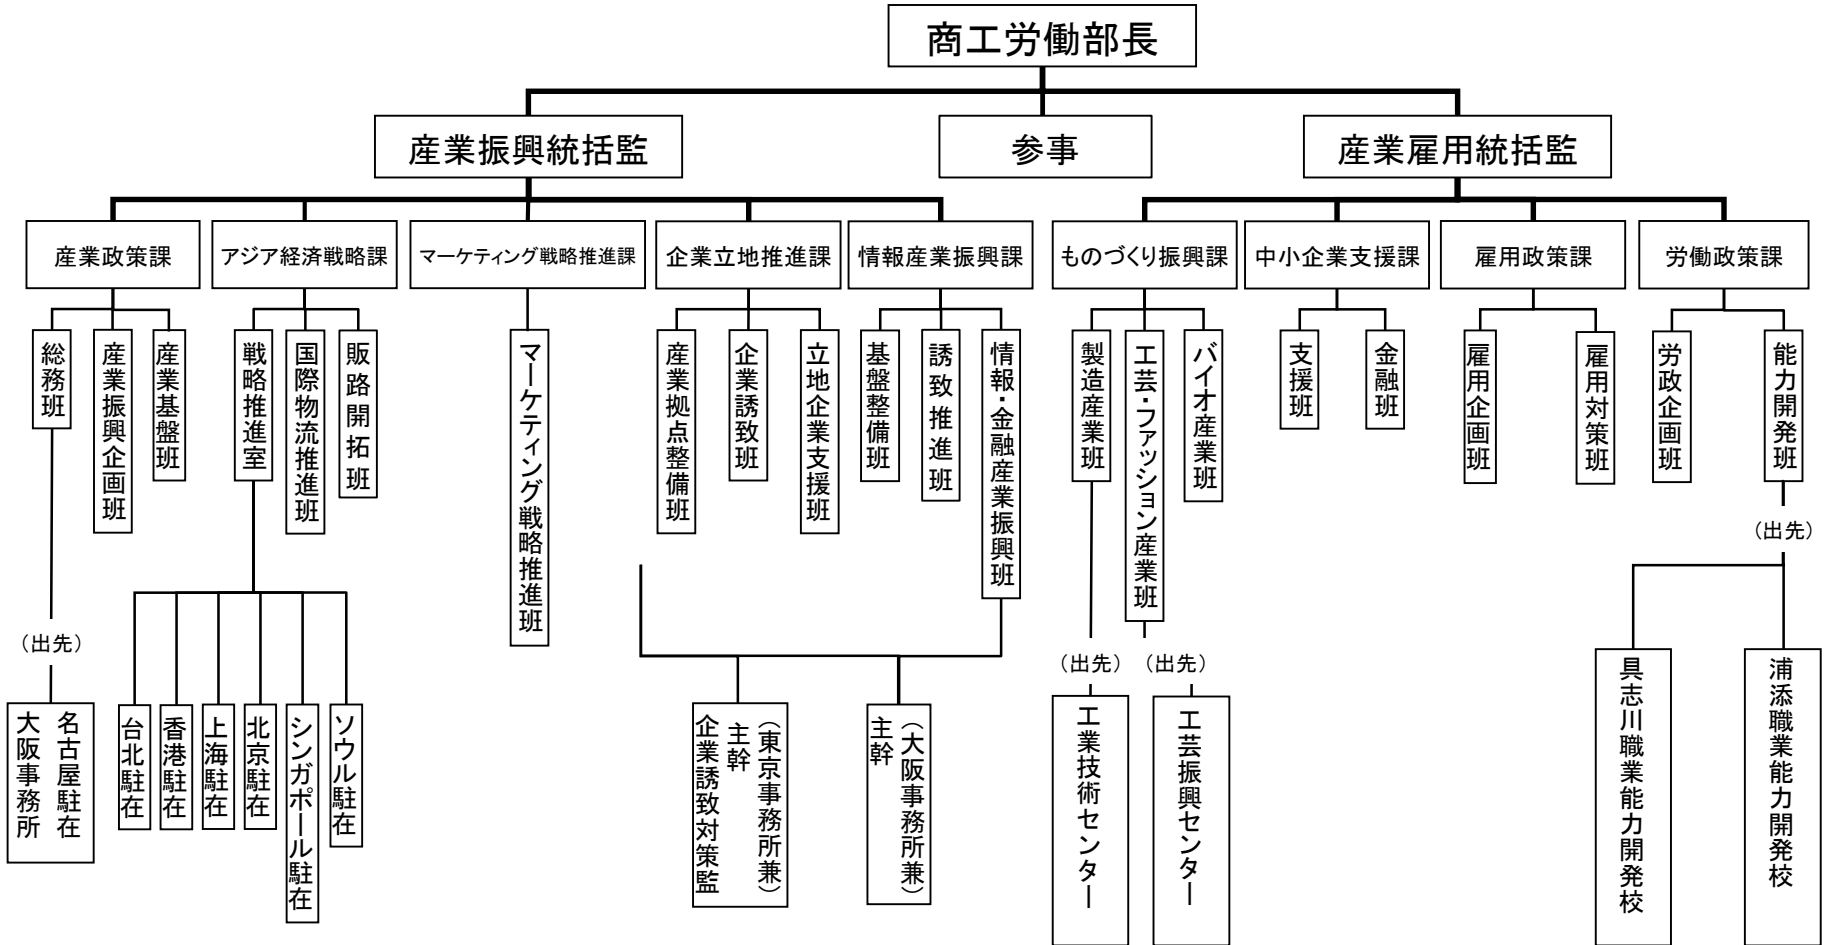 商工労働部長
産業振興統括監
参事
産業雇用統括監
産業政策課
アジア経済戦略課
マーケティング戦略推進課
企業立地推進課
情報産業振興課
ものづくり振興課
中小企業支援課
雇用政策課
労働政策課
総務班
産業振興企画班
産業基盤班
戦略推進室
国際物流推進班
販路開拓班
マーケティング戦略推進班
産業拠点整備班
企業誘致班
立地企業支援班
基盤整備班
誘致推進班
情報・金融産業振興班
製造産業班
工芸・ファッション産業班
バイオ産業班
支援班
金融班
雇用企画班
雇用対策班
労政企画班
能力開発班
(出先)
(出先)
(出先)
(出先)
名古屋駐在
大阪事務所
台北駐在
香港駐在
上海駐在
北京駐在
シンガポール駐在
ソウル駐在
(東京事務所兼)
主幹
企業誘致対策監
(大阪事務所兼)
主幹
工業技術センター
工芸振興センター
具志川職業能力開発校
浦添職業能力開発校